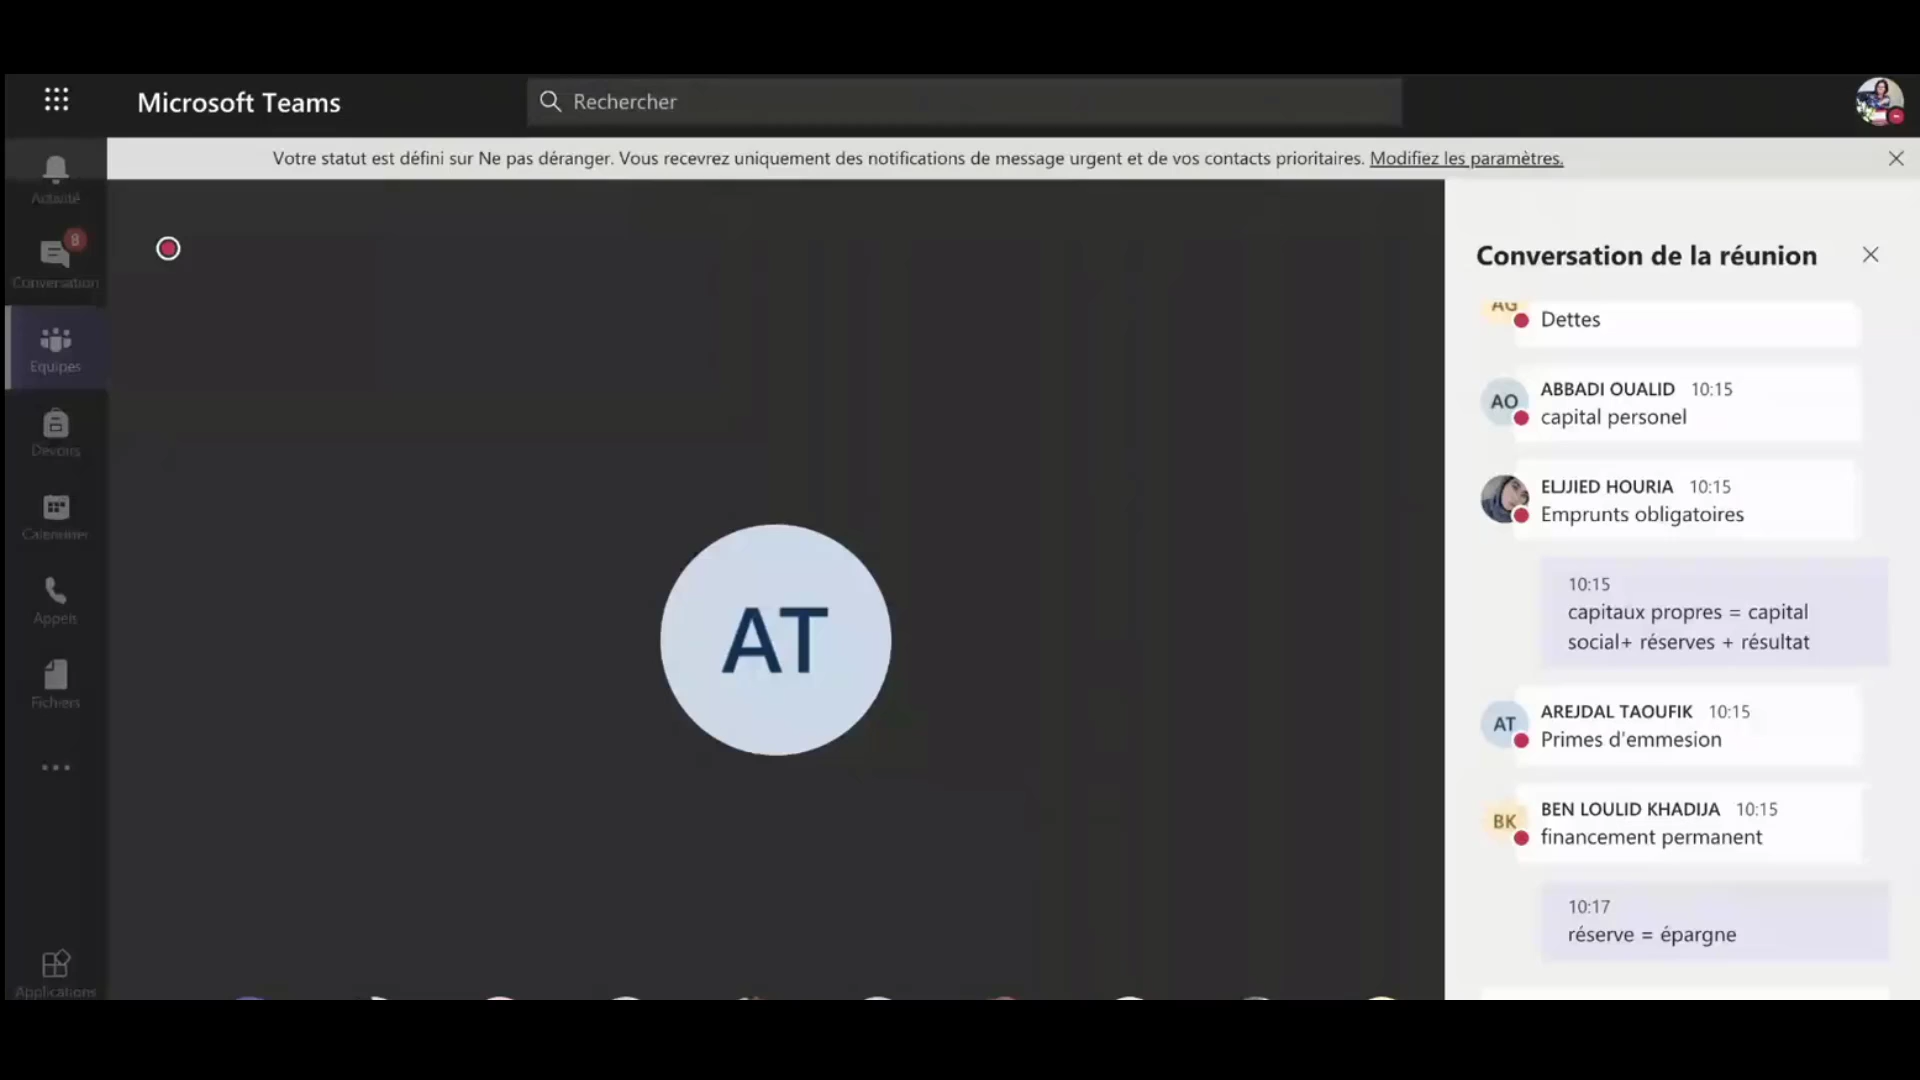 Microsoft Teams
Rechercher
Votre statut est défini sur Ne pas déranger. Vous recevrez uniquement des notifications de message urgent et de vos contacts prioritaires. Modifiez les paramètres.
Activité
8
Conversation
Équipes
Devoirs
Calendrier
Appels
Fichiers
Applications
AT
Conversation de la réunion
AG
Dettes
AO
ABBADI OUALID 10:15
capital personel
ELJJIED HOURIA 10:15
Emprunts obligatoires
10:15
capitaux propres = capital
social+ réserves + résultat
AT
AREJDAL TAOUFIK 10:15
Primes d'emmesion
BK
BEN LOULID KHADIJA 10:15
financement permanent
10:17
réserve = épargne